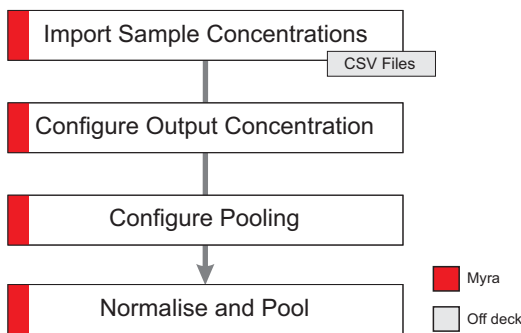 Import Sample Concentrations
CSV Files
Configure Output Concentration
Configure Pooling
Normalise and Pool
Myra
Off deck